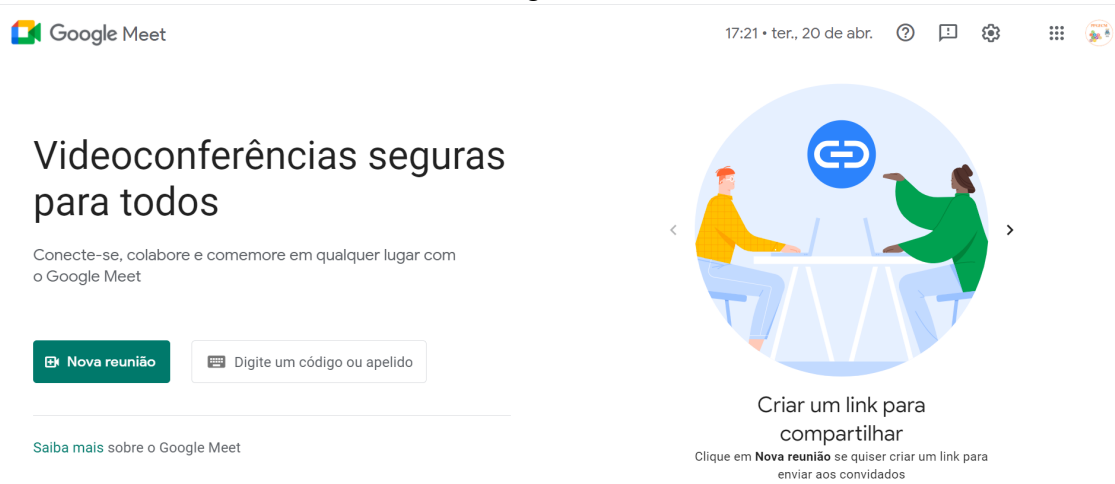 Google Meet
17:21 • ter., 20 de abr.
Videoconferências seguras
para todos
Conecte-se, colabore e comemore em qualquer lugar com
o Google Meet
Nova reunião
Digite um código ou apelido
Saiba mais sobre o Google Meet
Criar um link para
compartilhar
Clique em Nova reunião se quiser criar um link para
enviar aos convidados